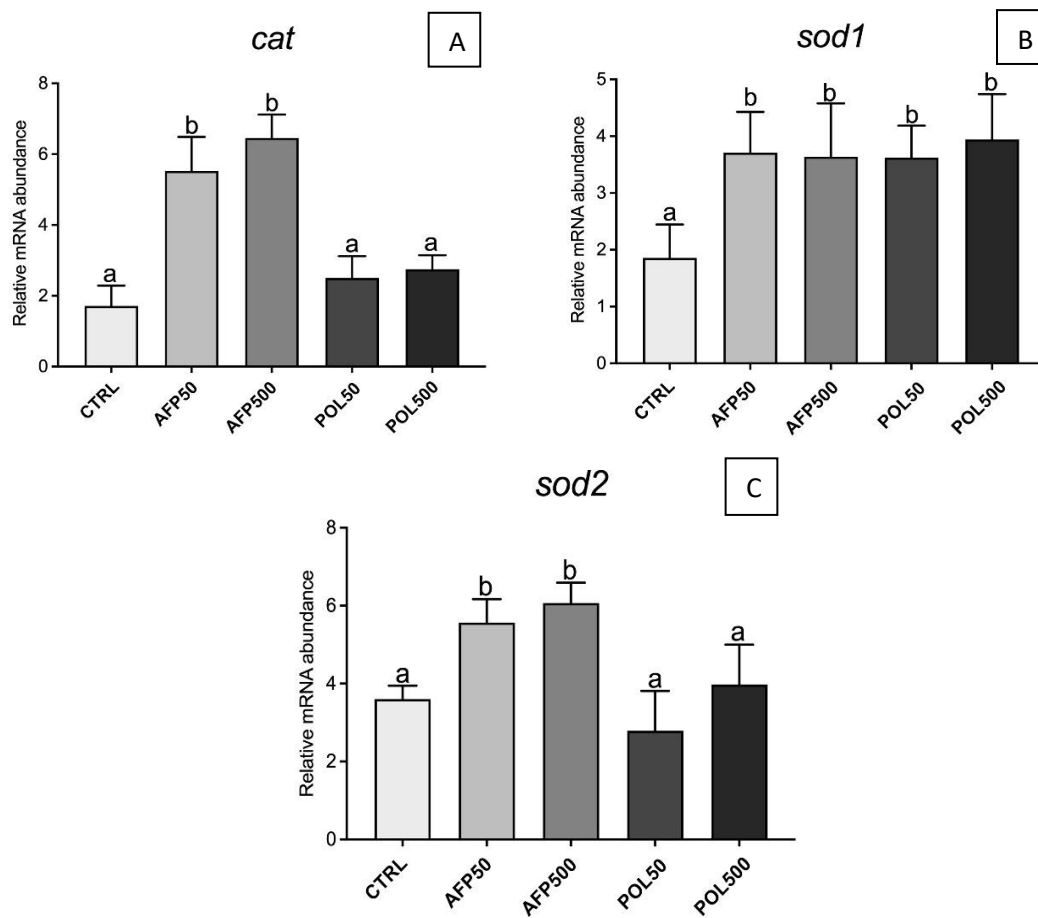 cat
A
Relative mRNA abundance
8
6
4
2
0
a
b
b
a
a
CTRL
AFP50
AFP500
POL50
POL500
sod1
B
Relative mRNA abundance
5
4
3
2
1
0
a
b
b
b
b
CTRL
AFP50
AFP500
POL50
POL500
sod2
C
Relative mRNA abundance
8
6
4
2
0
a
b
b
a
a
CTRL
AFP50
AFP500
POL50
POL500